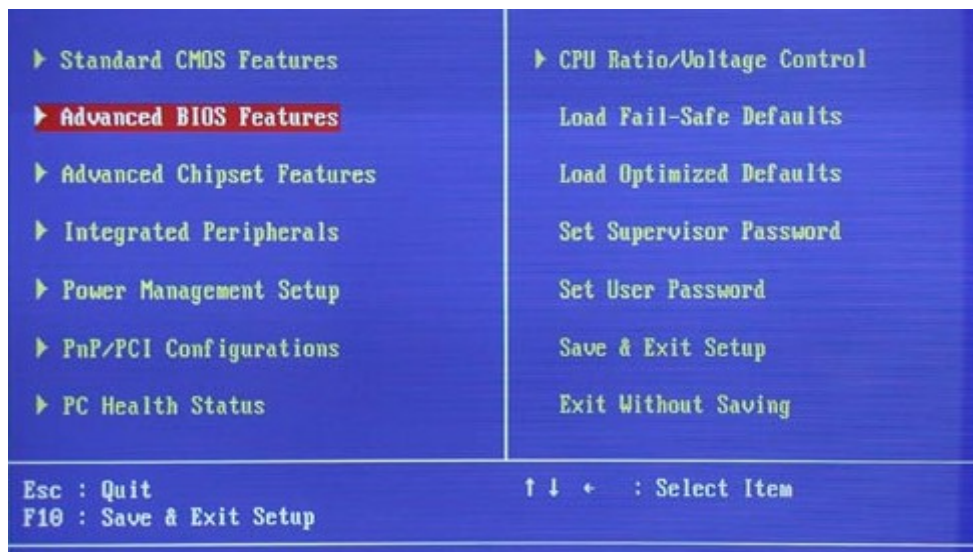 Standard CMOS Features
Advanced BIOS Features
Advanced Chipset Features
Integrated Peripherals
Power Management Setup
PnP/PCI Configurations
PC Health Status
CPU Ratio/Voltage Control
Load Fail-Safe Defaults
Load Optimized Defaults
Set Supervisor Password
Set User Password
Save & Exit Setup
Exit Without Saving
Esc : Quit
F10 : Save & Exit Setup
↑ ↓ ← : Select Item